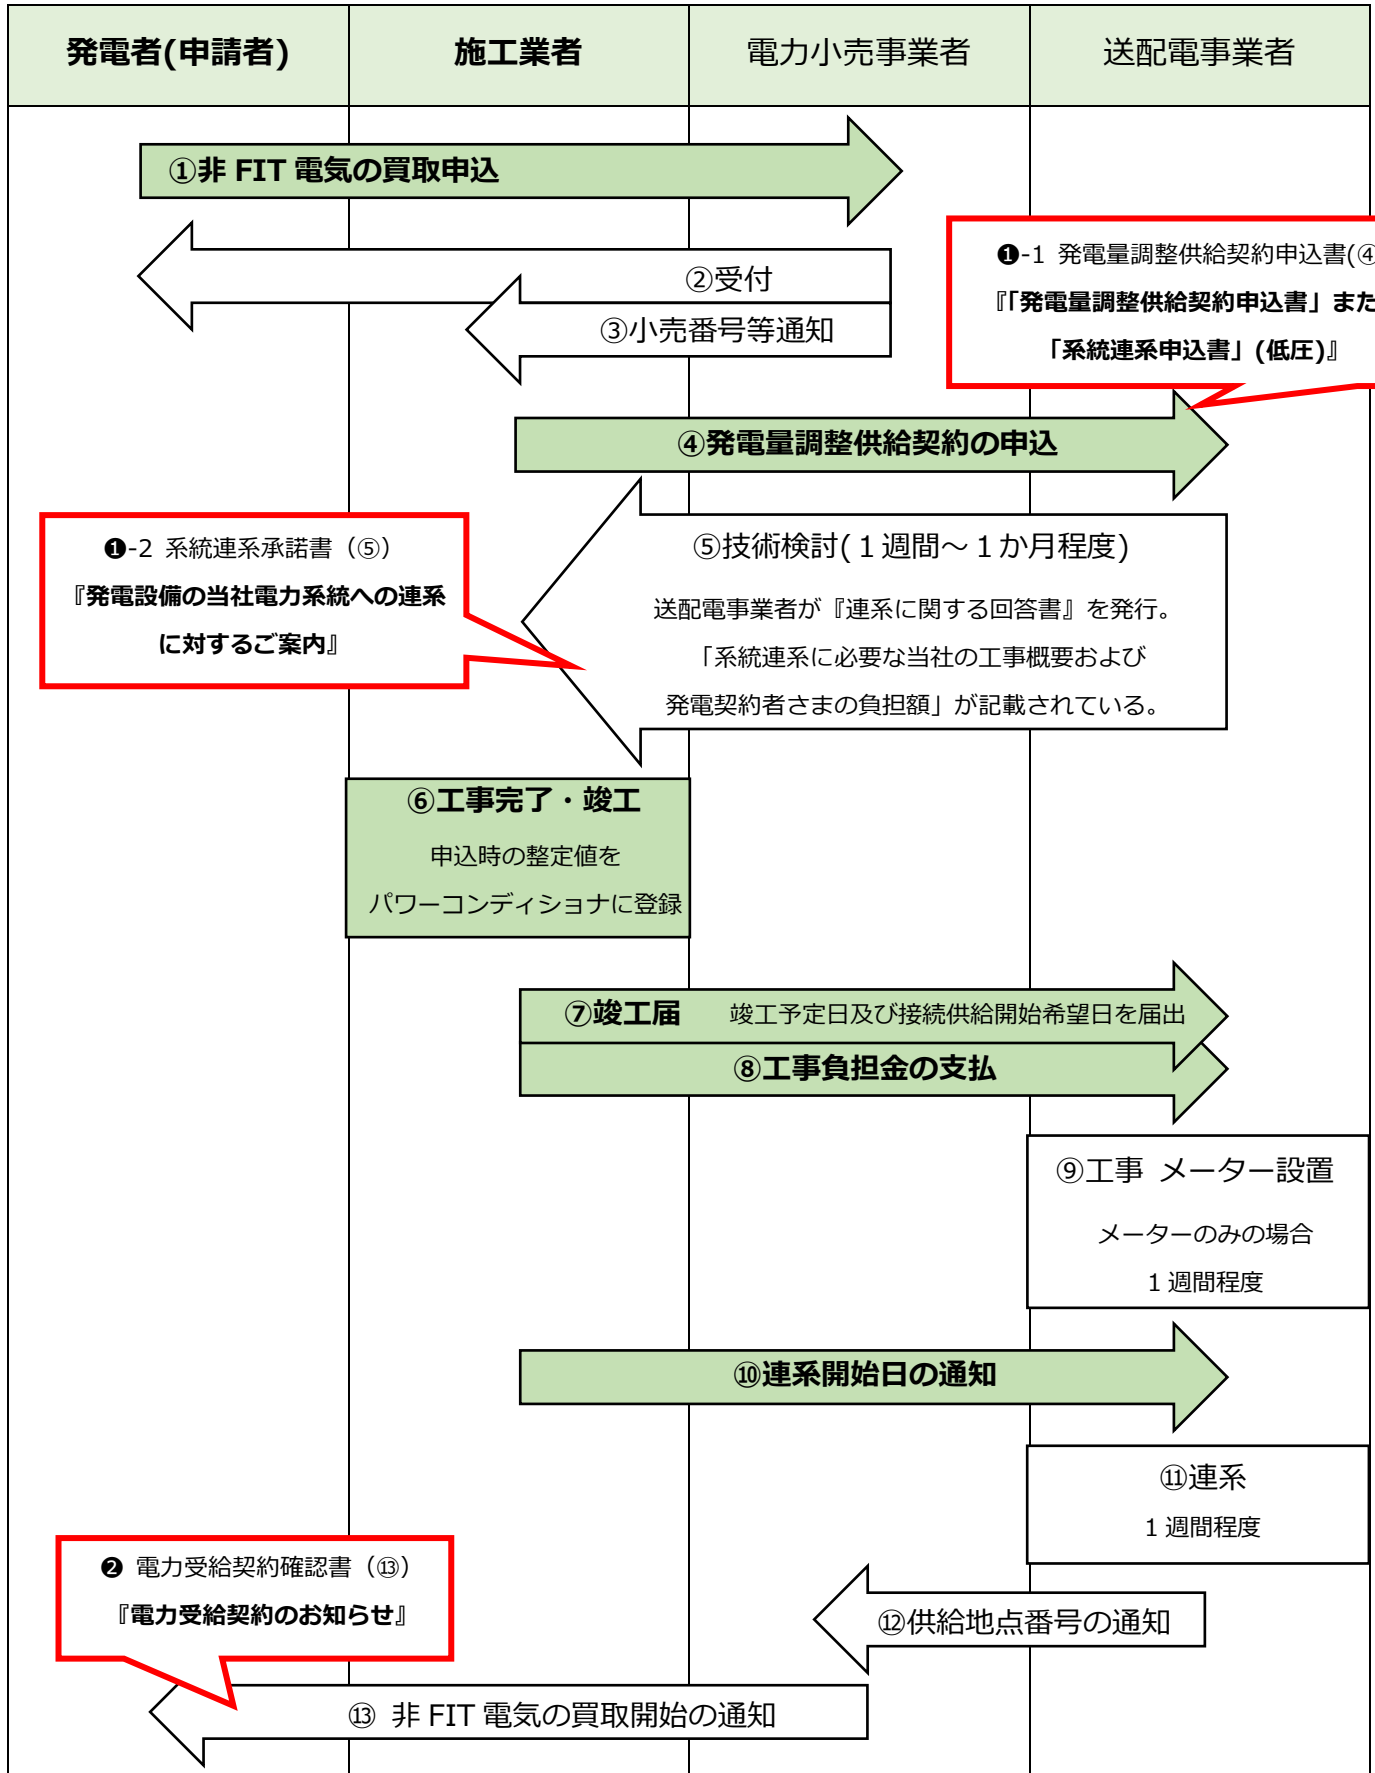 発電者(申請者)
施工業者
電力小売事業者
送配電事業者
①非 FIT 電気の買取申込
②受付
③小売番号等通知
❶-1 発電量調整供給契約申込書(④
『｢発電量調整供給契約申込書」また
「系統連系申込書」(低圧)』
④発電量調整供給契約の申込
❶-2 系統連系承諾書（⑤）
『発電設備の当社電力系統への連系
に対するご案内』
⑤技術検討(１週間～１か月程度)
送配電事業者が『連系に関する回答書』を発行。
「系統連系に必要な当社の工事概要および
発電契約者さまの負担額」が記載されている。
⑥工事完了・竣工
申込時の整定値を
パワーコンディショナに登録
⑦竣工届 竣工予定日及び接続供給開始希望日を届出
⑧工事負担金の支払
⑨工事 メーター設置
メーターのみの場合
１週間程度
⑩連系開始日の通知
⑪連系
１週間程度
❷ 電力受給契約確認書（⑬）
『電力受給契約のお知らせ』
⑫供給地点番号の通知
⑬ 非 FIT 電気の買取開始の通知